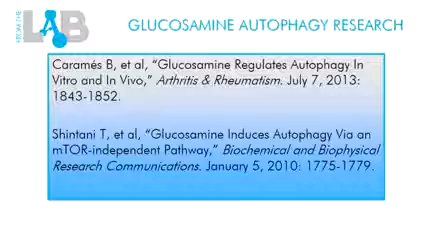 FROM THE
LAB
GLUCOSAMINE AUTOPHAGY RESEARCH
Caramés B, et al, “Glucosamine Regulates Autophagy In
Vitro and In Vivo,” Arthritis & Rheumatism. July 7, 2013:
1843-1852.
Shintani T, et al, “Glucosamine Induces Autophagy Via an
mTOR-independent Pathway,” Biochemical and Biophysical
Research Communications. January 5, 2010: 1775-1779.